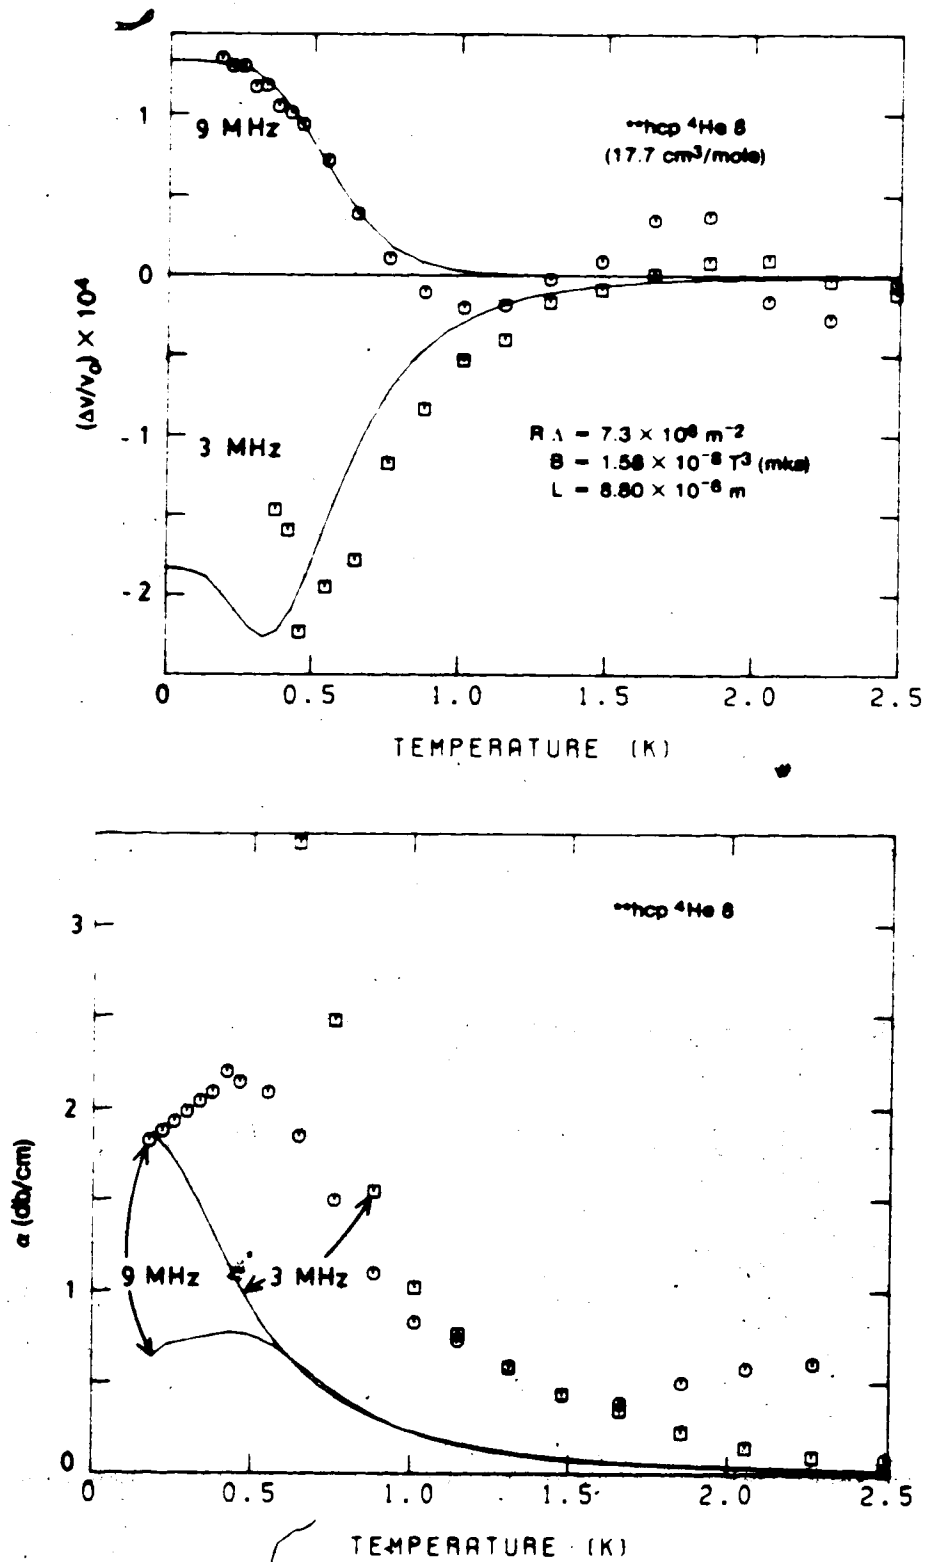 1
9 MHz
**hcp ⁴He 8
(17.7 cm³/mole)
0
(Δv/v₀) × 10⁴
-1
3 MHz
R Λ = 7.3 × 10⁶ m⁻²
B = 1.58 × 10⁻⁸ T³ (mks)
L = 8.80 × 10⁻⁶ m
-2
0 0.5 1.0 1.5 2.0 2.5
TEMPERATURE (K)
**hcp ⁴He 8
3
2
α (db/cm)
9 MHz
3 MHz
1
0
0 0.5 1.0 1.5 2.0 2.5
TEMPERATURE (K)